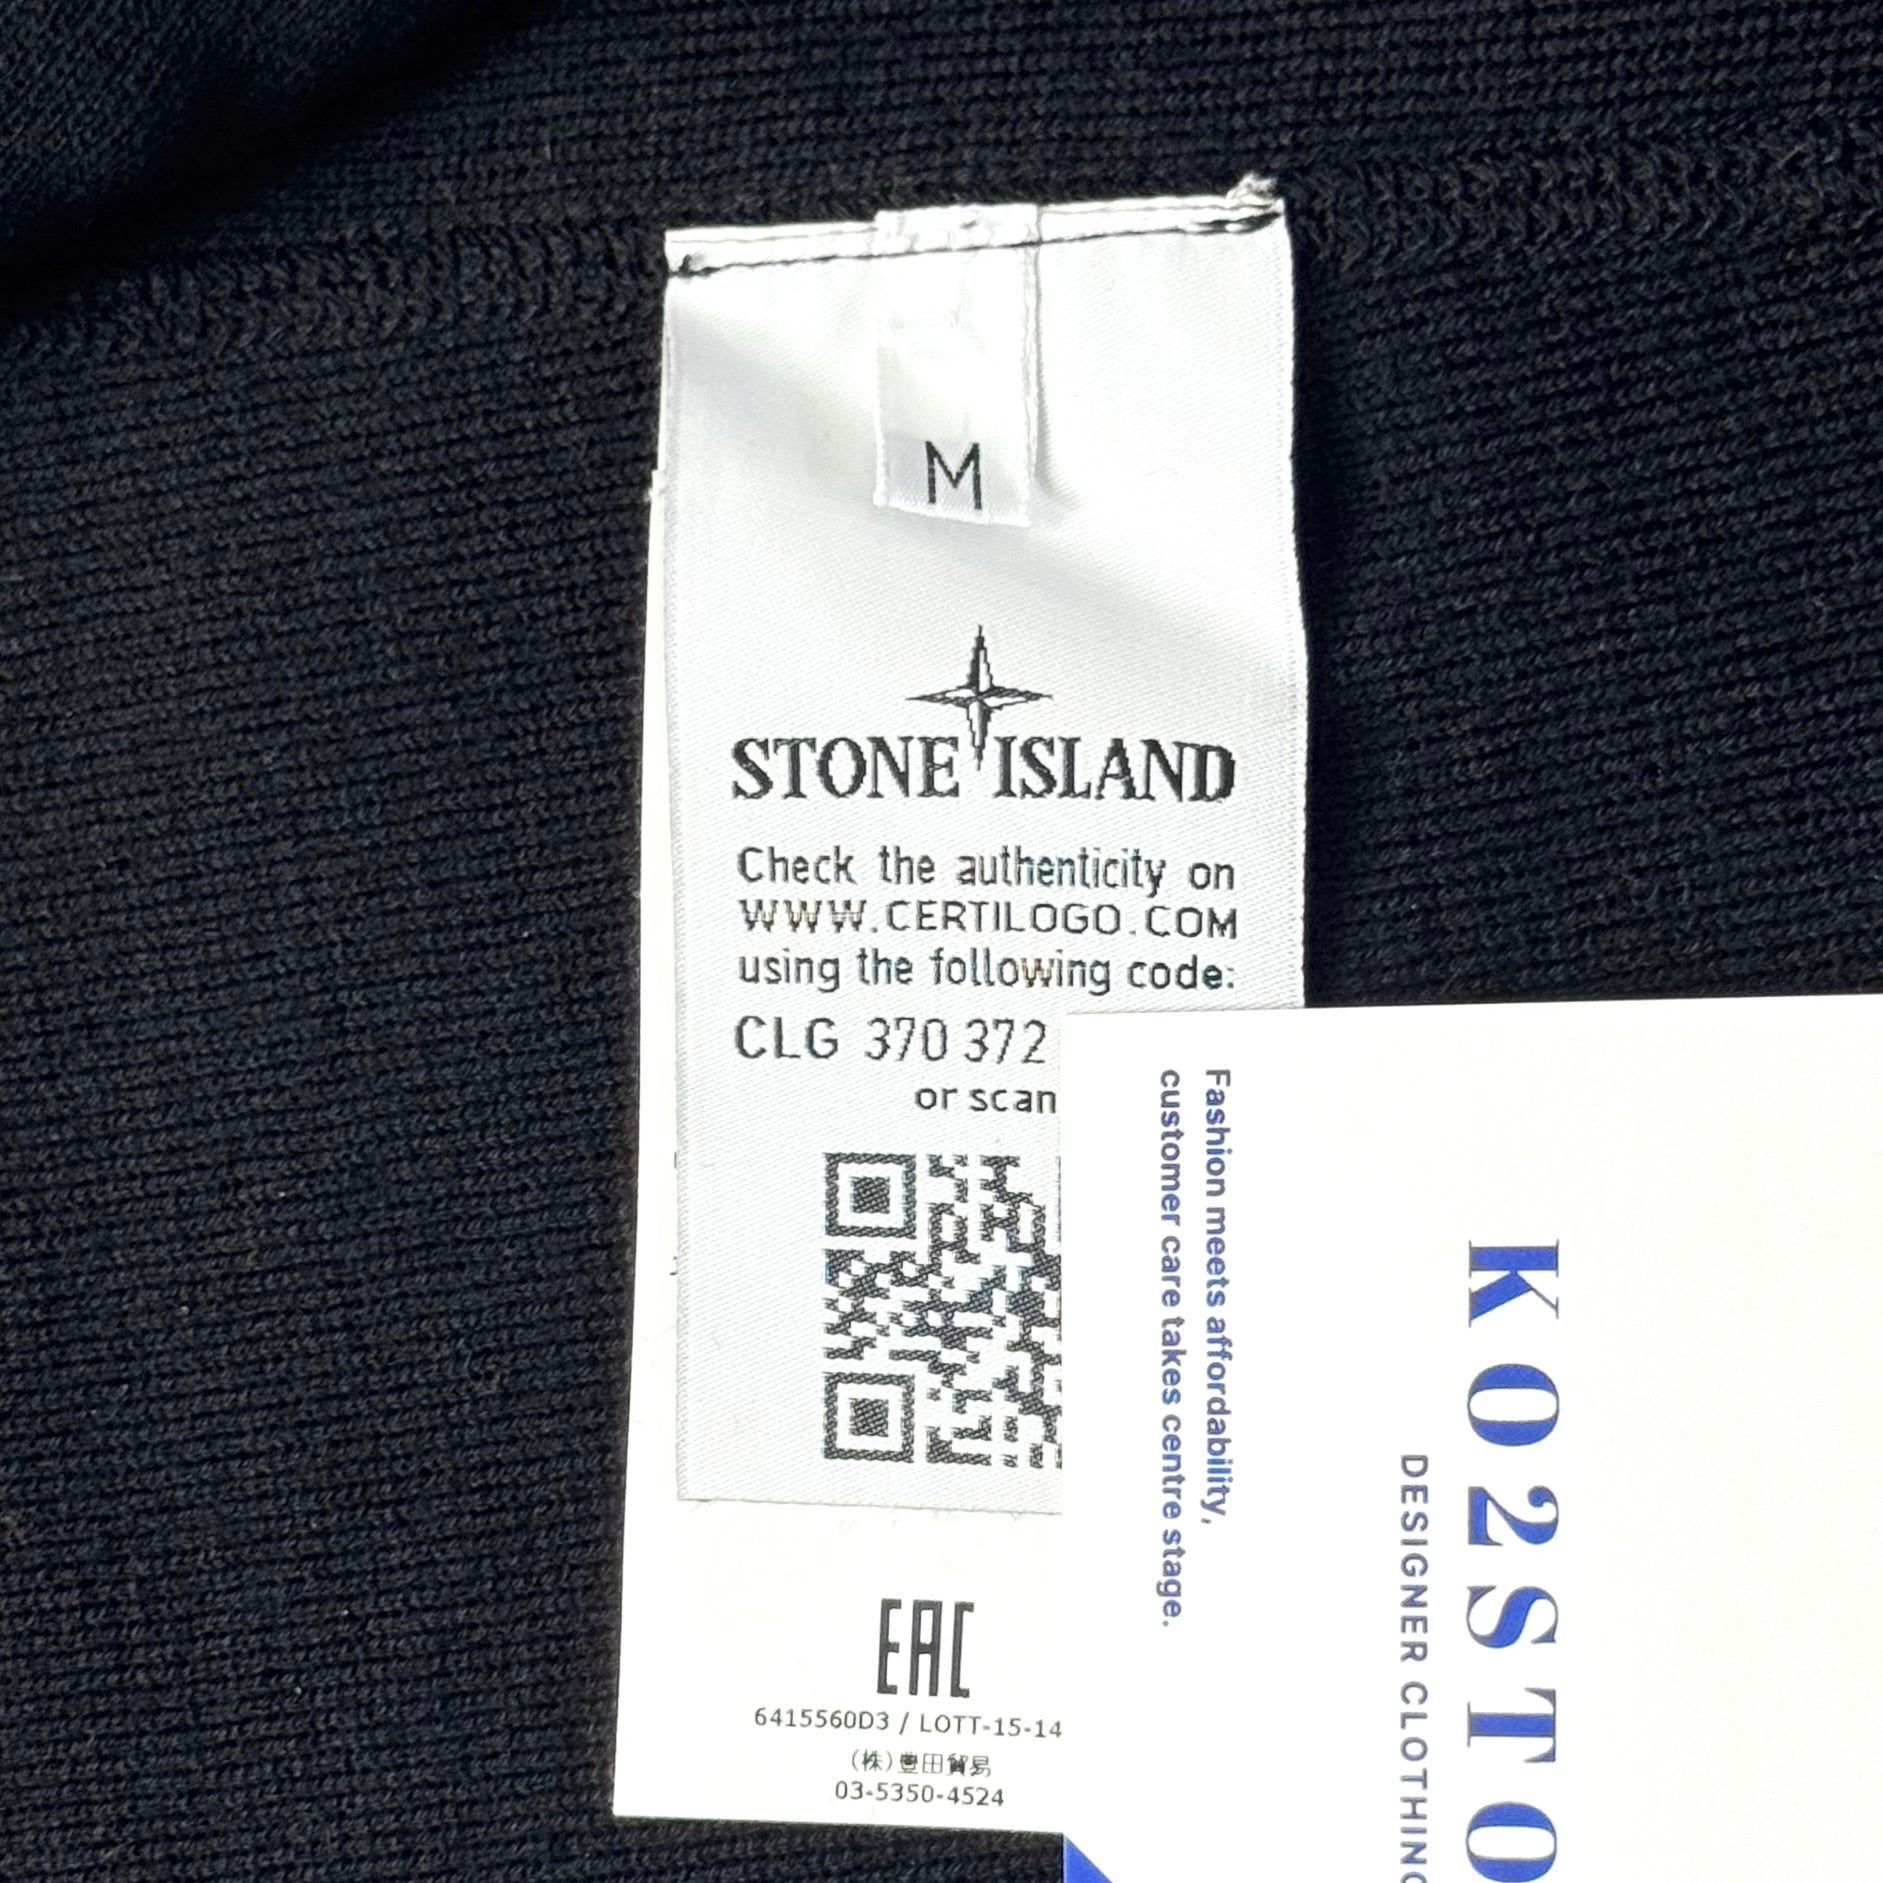 M
STONE ISLAND
Check the authenticity on
WWW.CERTILOGO.COM
using the following code:
CLG 370 372
or scan
EAC
6415560D3 / LOTT-15-14
(株)豊田貿易
03-5350-4524
Fashion meets affordability,
customer care takes centre stage.
KO2STO
DESIGNER CLOTHING